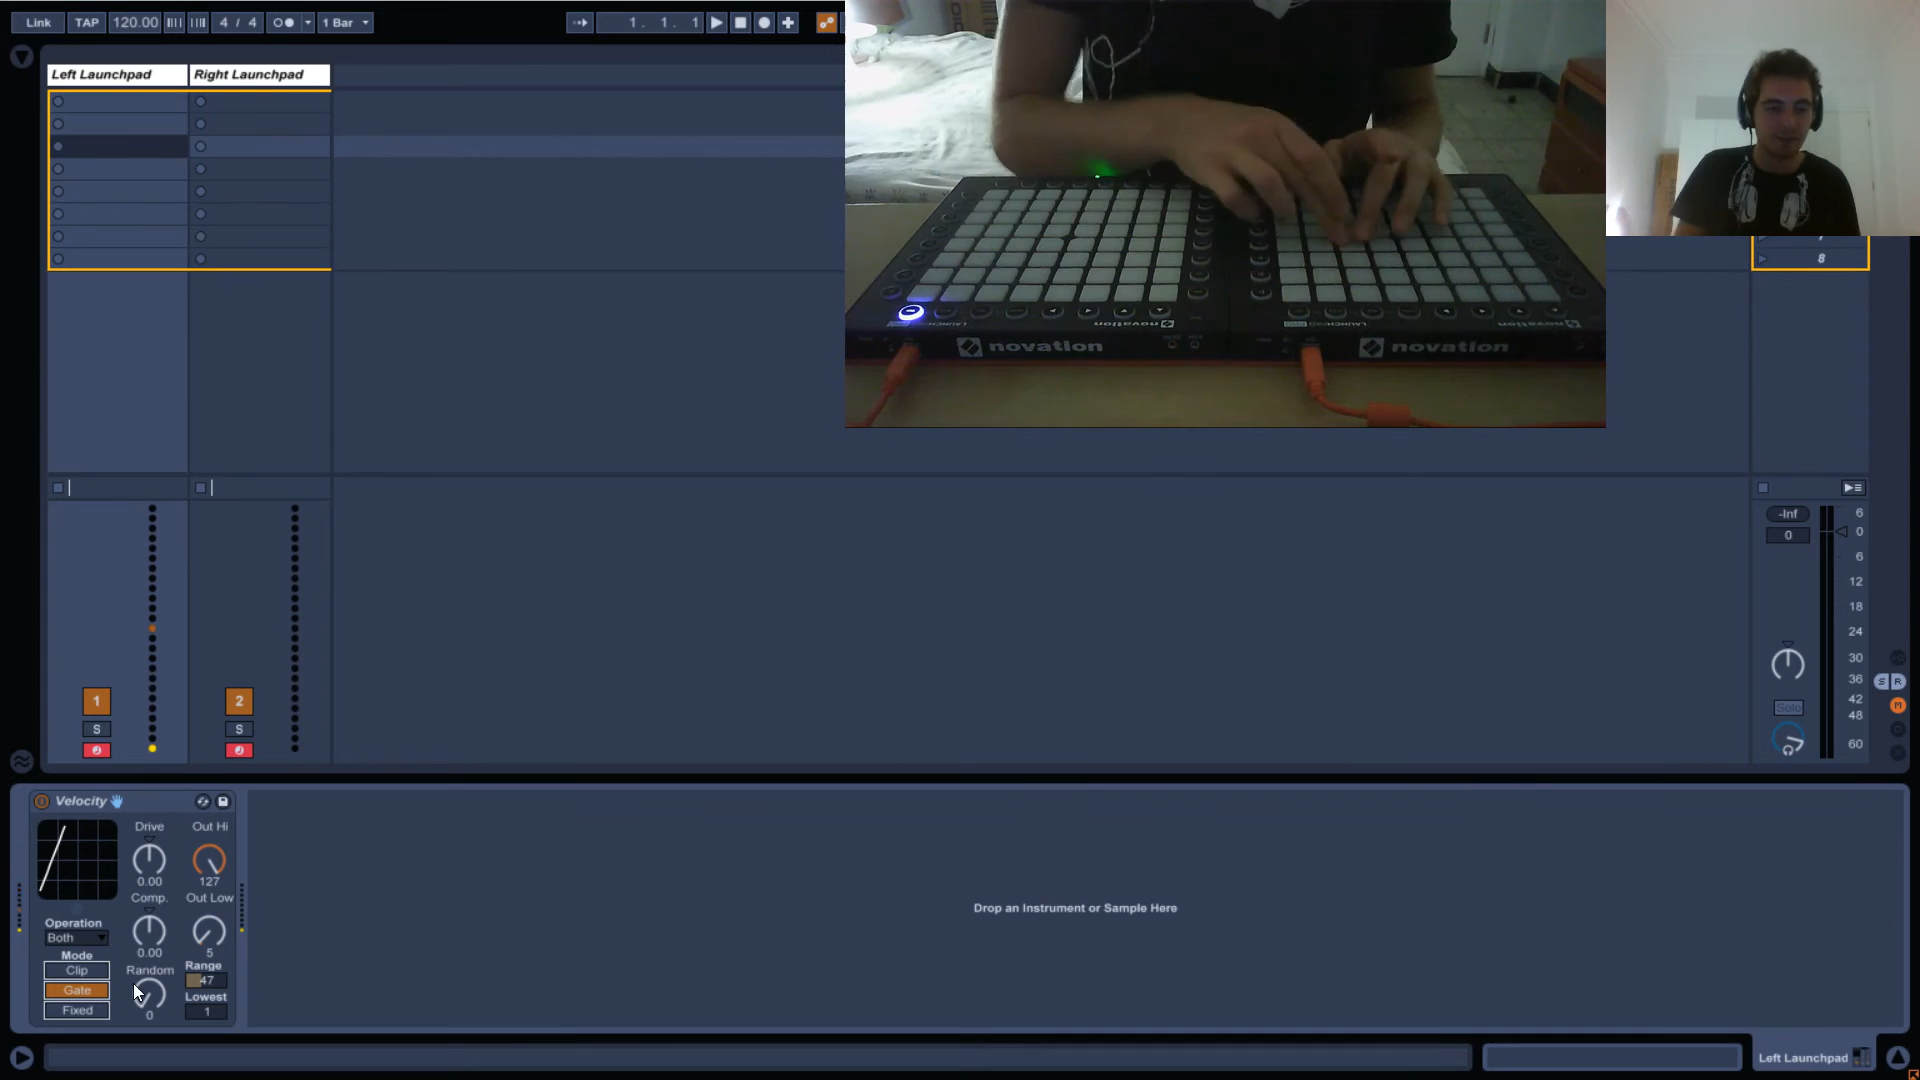 Link TAP 120.00 4 / 4 1 Bar 1. 1. 1
Left Launchpad Right Launchpad
8
novation novation
novation novation
-Inf 6
0 0
6
12
18
24
30
36 S R
42 M
Solo 48
60
1 2
S S
Velocity
Drive Out Hi
0.00 127
Comp. Out Low
Operation
Both
0.00 5
Mode
Clip Random Range
47
Gate Lowest
Fixed 0 1
Drop an Instrument or Sample Here
Left Launchpad